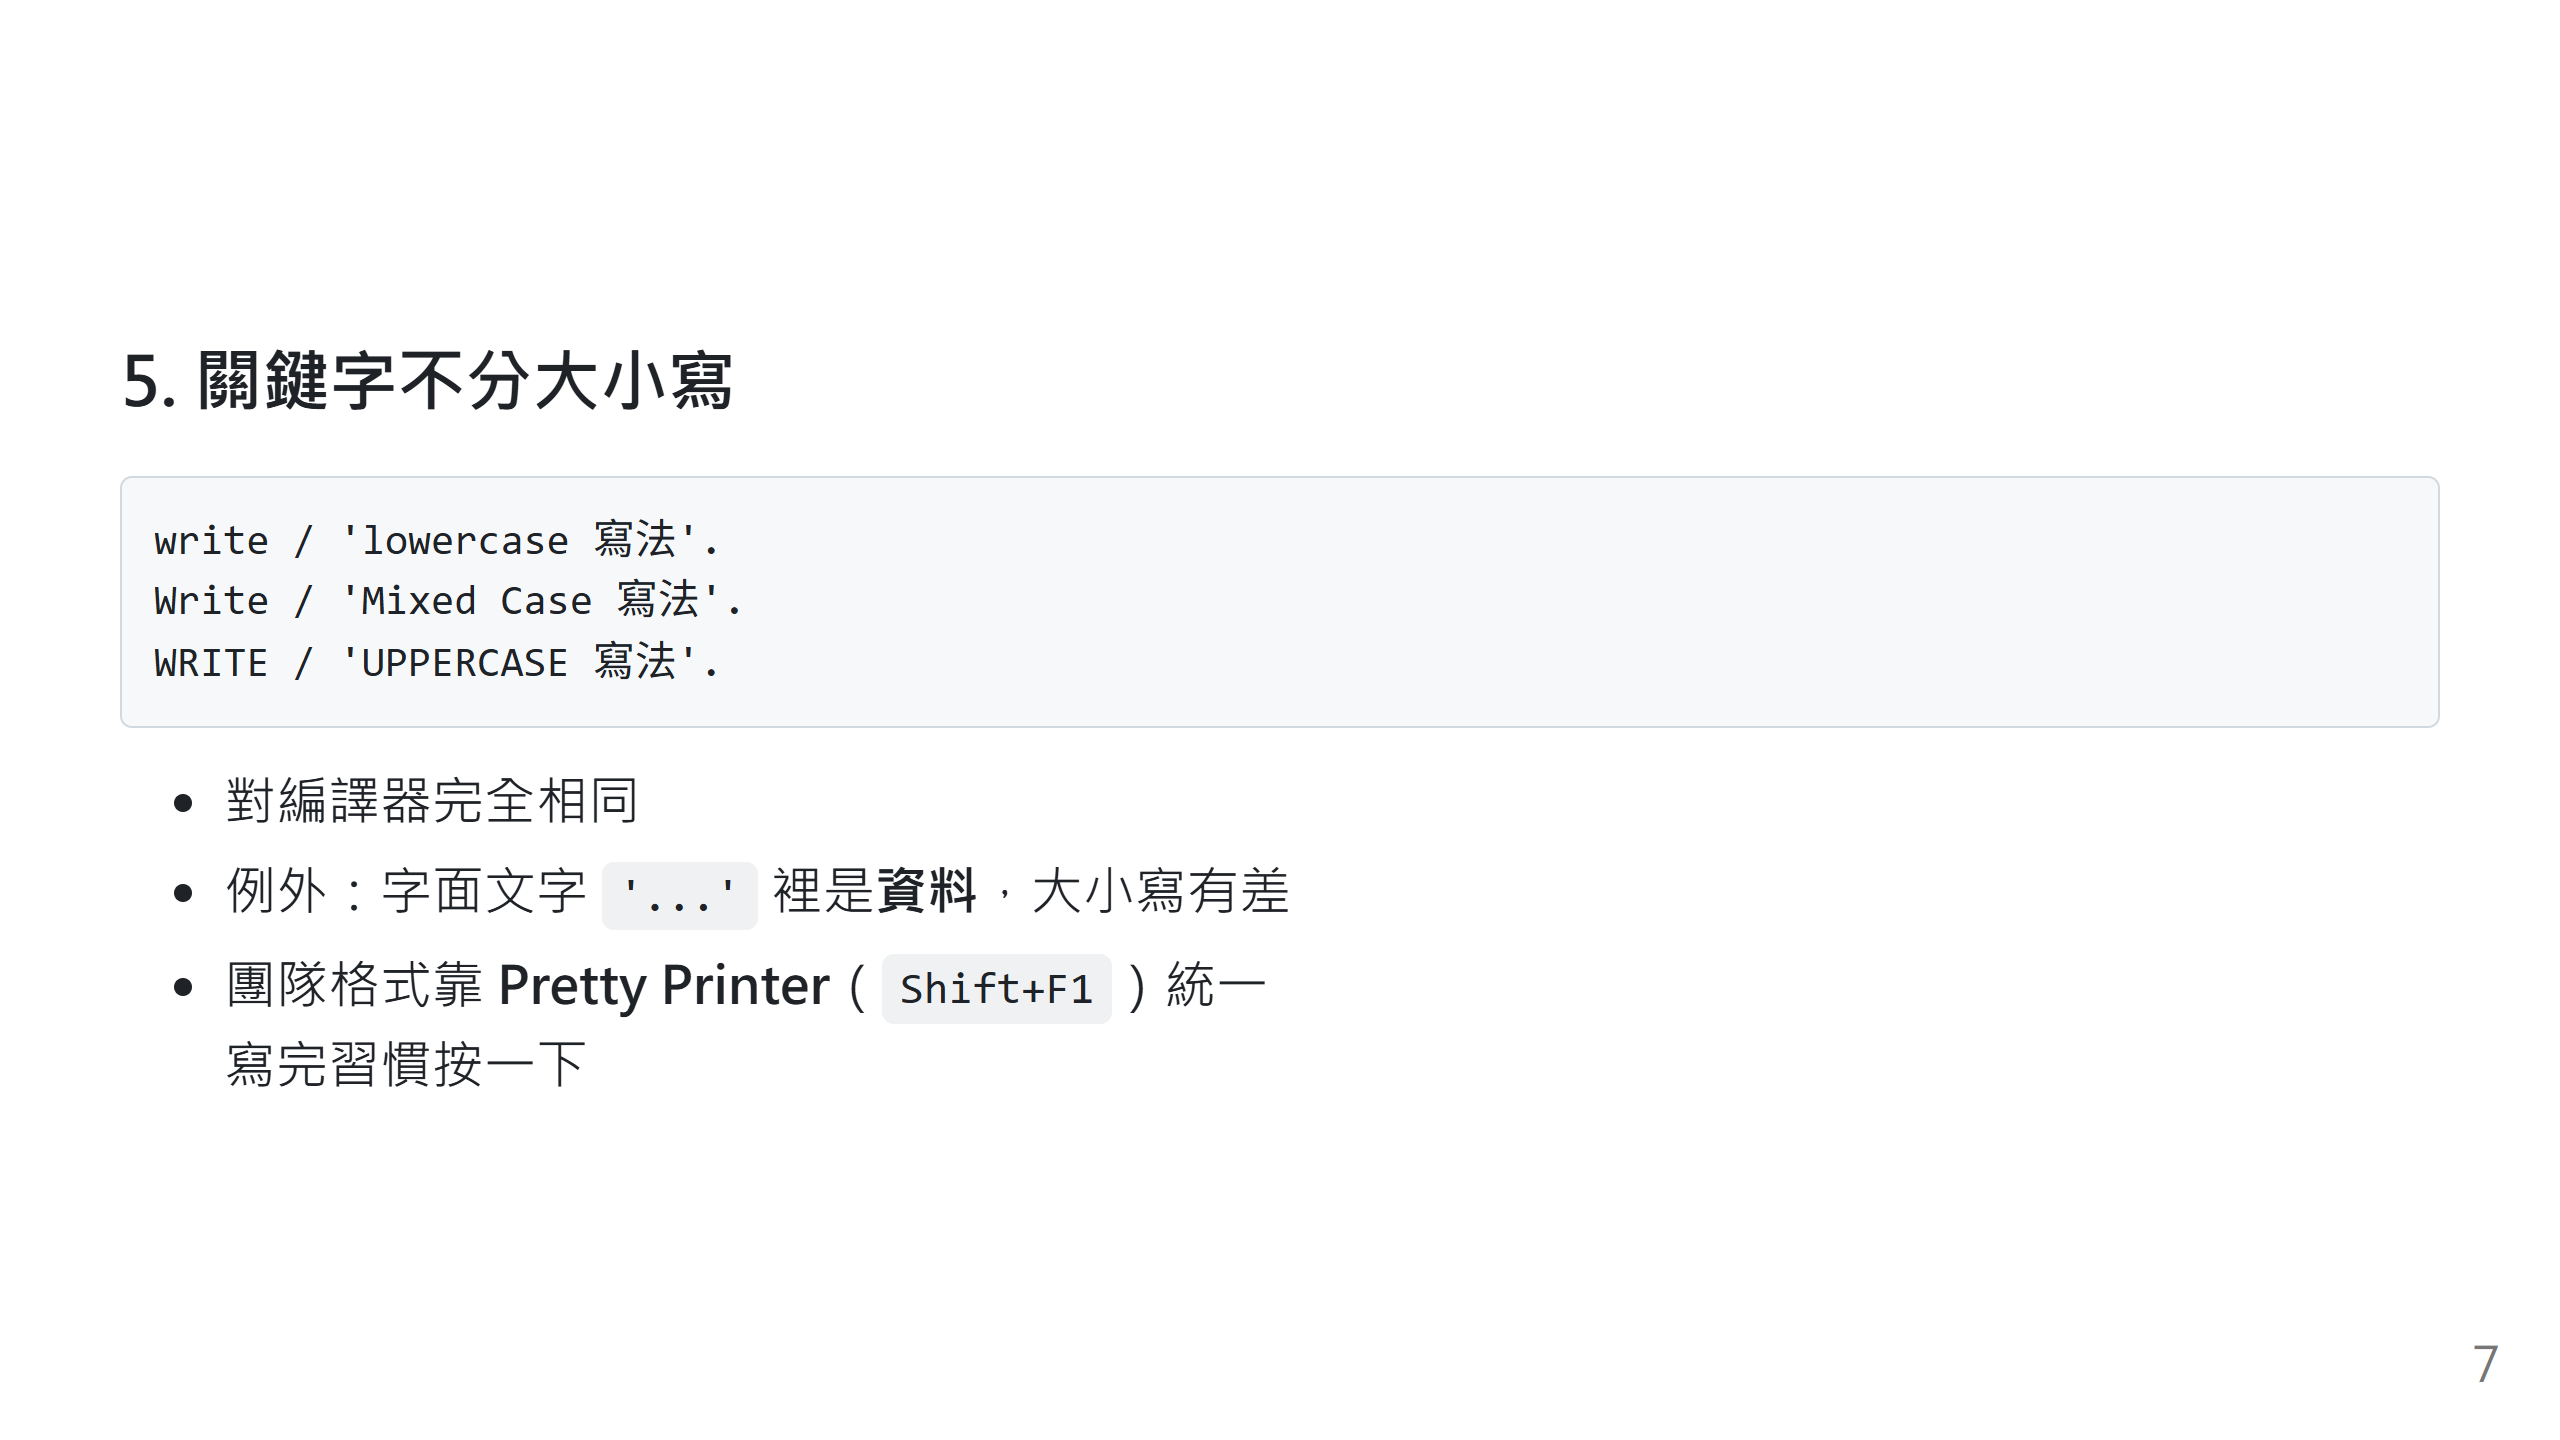 5. 關鍵字不分大小寫
write / 'lowercase 寫法'.
Write / 'Mixed Case 寫法'.
WRITE / 'UPPERCASE 寫法'.
• 對編譯器完全相同
• 例外：字面文字 '...' 裡是資料，大小寫有差
• 團隊格式靠 Pretty Printer（ Shift+F1 ）統一
寫完習慣按一下
7